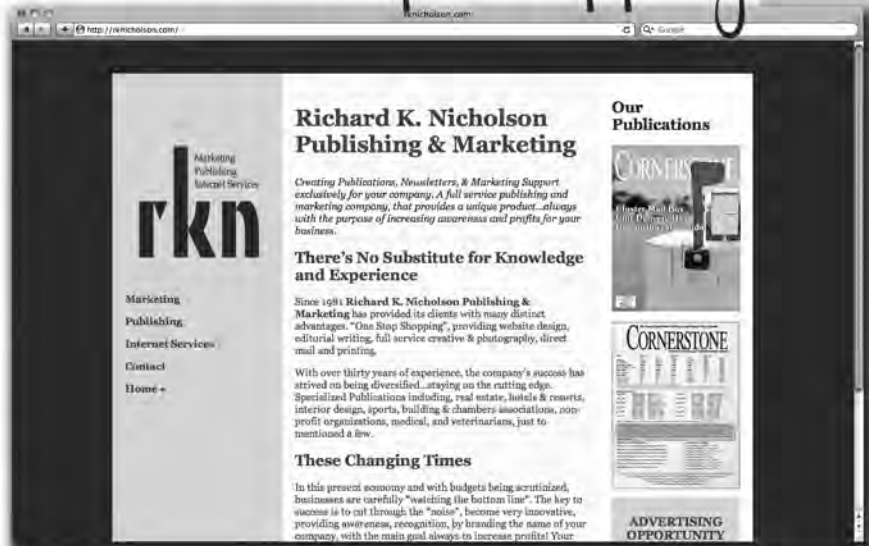 rknicholson.com/
http://rknicholson.com/
Google
Marketing
Publishing
Internet Services
rkn
Marketing
Publishing
Internet Services
Contact
Home
Richard K. Nicholson
Publishing & Marketing
Creating Publications, Newsletters, & Marketing Support
exclusively for your company. A full service publishing and
marketing company, that provides a unique product...always
with the purpose of increasing awareness and profits for your
business.
There's No Substitute for Knowledge
and Experience
Since 1981 Richard K. Nicholson Publishing &
Marketing has provided its clients with many distinct
advantages. "One Stop Shopping", providing website design,
editorial writing, full service creative & photography, direct
mail and printing.
With over thirty years of experience, the company's success has
strived on being diversified...staying on the cutting edge.
Specialized Publications including, real estate, hotels & resorts,
interior design, sports, building & chambers associations, non-
profit organizations, medical, and veterinarians, just to
mentioned a few.
These Changing Times
In this present economy and with budgets being scrutinized,
businesses are carefully "watching the bottom line". The key to
success is to cut through the "noise", become very innovative,
providing awareness, recognition, by branding the name of your
company, with the main goal always to increase profits! Your
Our
Publications
CORNERSTONE
Cluster Mail Box
CORNERSTONE
ADVERTISING
OPPORTUNITY